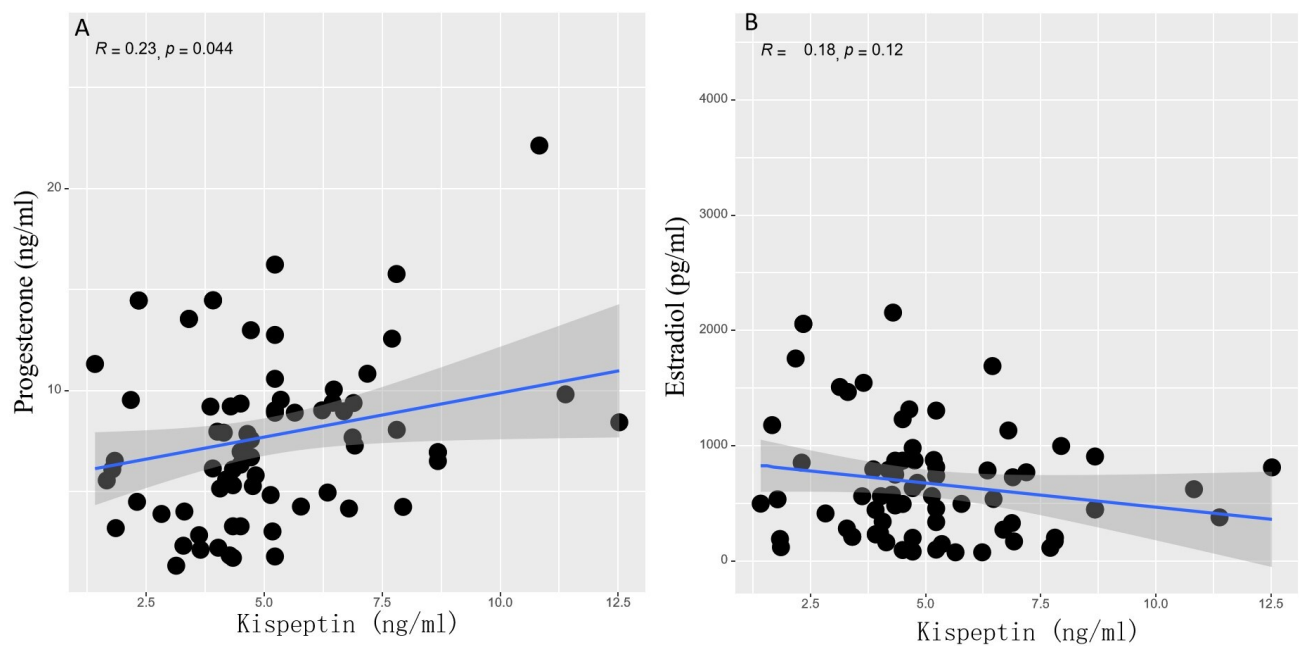 A
R = 0.23, p = 0.044
20
10
Progesterone (ng/ml)
2.5 5.0 7.5 10.0 12.5
Kispeptin (ng/ml)
B
R = 0.18, p = 0.12
4000
3000
2000
1000
0
Estradiol (pg/ml)
2.5 5.0 7.5 10.0 12.5
Kispeptin (ng/ml)